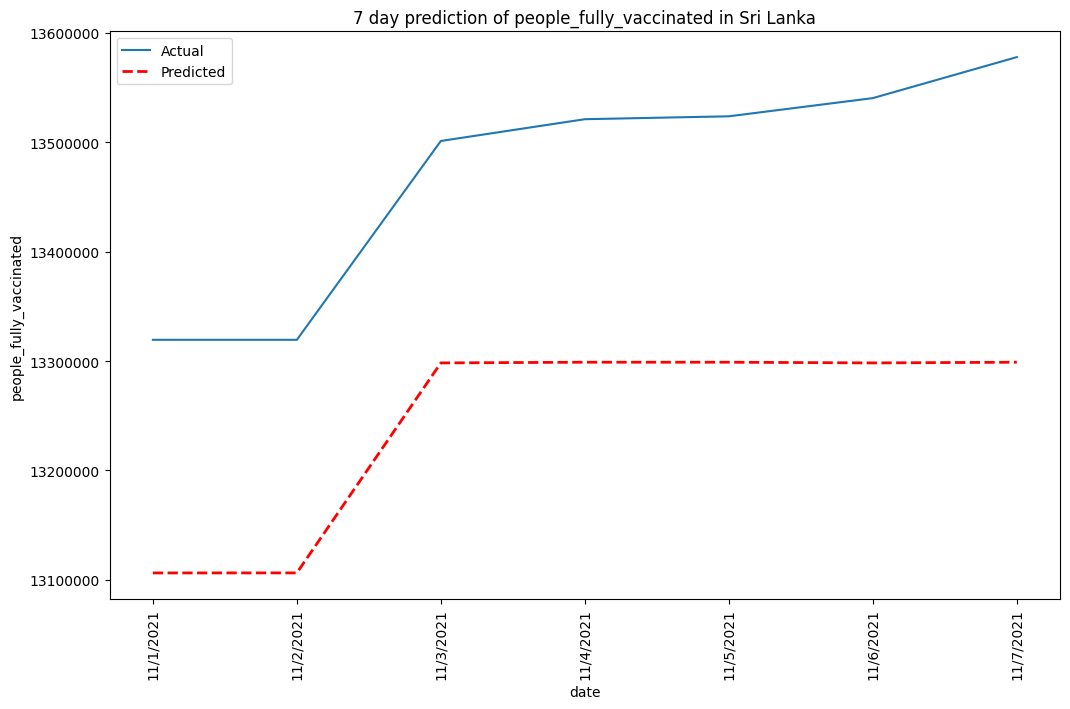 7 day prediction of people_fully_vaccinated in Sri Lanka
Actual
Predicted
people_fully_vaccinated
13600000
13500000
13400000
13300000
13200000
13100000
11/1/2021
11/2/2021
11/3/2021
11/4/2021
11/5/2021
11/6/2021
11/7/2021
date